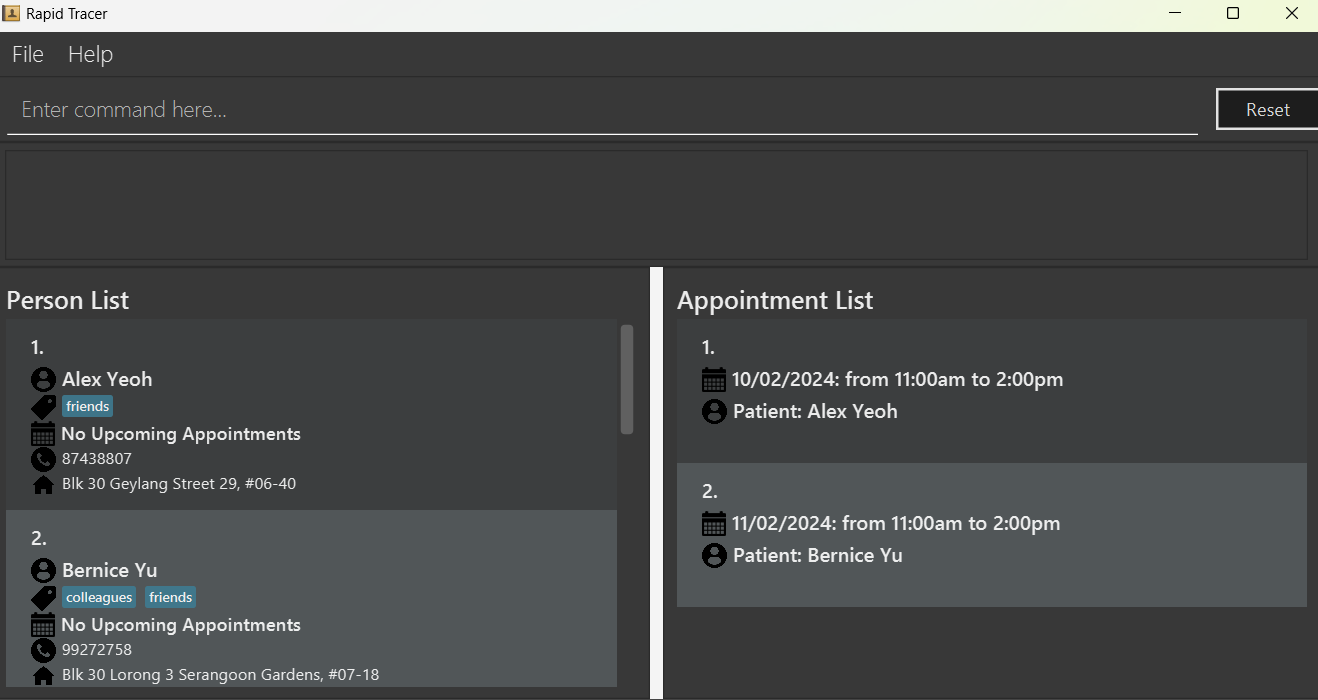 Rapid Tracer
File Help
Enter command here...
Reset
Person List
1.
Alex Yeoh
friends
No Upcoming Appointments
87438807
Blk 30 Geylang Street 29, #06-40
2.
Bernice Yu
colleagues friends
No Upcoming Appointments
99272758
Blk 30 Lorong 3 Serangoon Gardens, #07-18
Appointment List
1.
10/02/2024: from 11:00am to 2:00pm
Patient: Alex Yeoh
2.
11/02/2024: from 11:00am to 2:00pm
Patient: Bernice Yu